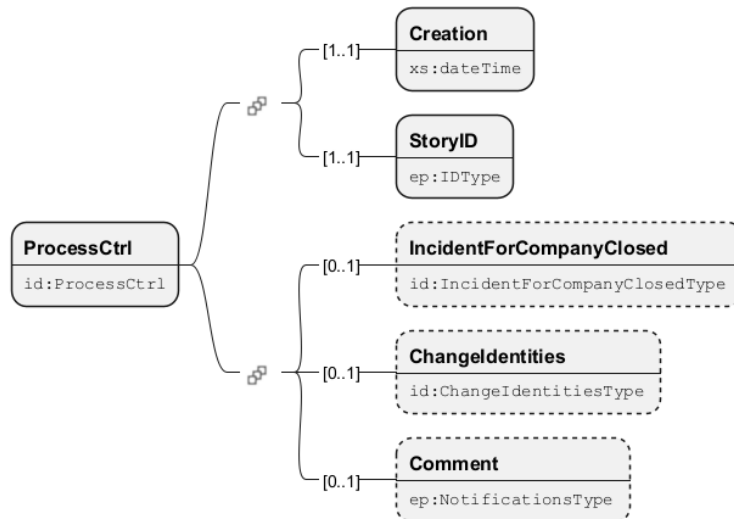 [1..1]
Creation
xs:dateTime
[1..1]
StoryID
ep:IDType
ProcessCtrl
id:ProcessCtrl
[0..1]
IncidentForCompanyClosed
id:IncidentForCompanyClosedType
[0..1]
ChangeIdentities
id:ChangeIdentitiesType
[0..1]
Comment
ep:NotificationsType